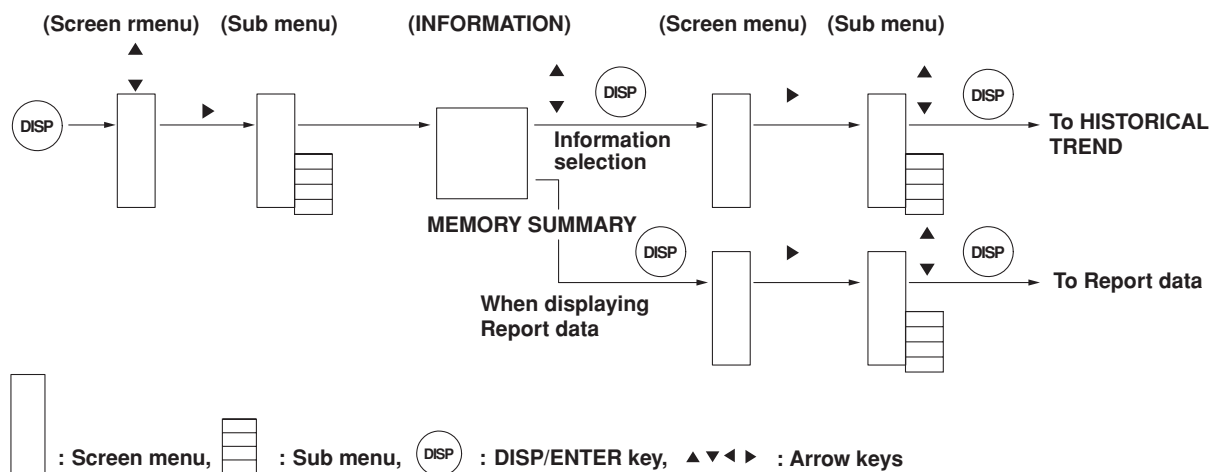 (Screen rmenu) (Sub menu) (INFORMATION) (Screen menu) (Sub menu)
▲ ▲ ▲
▼ ▼ DISP ▼ DISP
DISP ▶ ▶
Information
selection
To HISTORICAL
TREND
MEMORY SUMMARY
DISP ▶ ▲ ▼ DISP
When displaying
Report data
To Report data
: Screen rmenu, : Sub menu, DISP : DISP/ENTER key, ▲▼◀▶ : Arrow keys